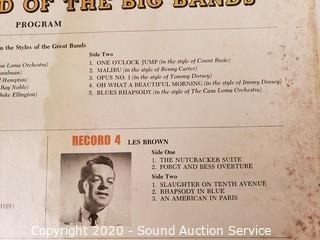 D OF THE BIG BANDS
PROGRAM
n the Styles of the Great Bands
Side Two
1. ONE O'CLOCK JUMP (in the style of Count Basie)
2. MALIBU (in the style of Benny Carter)
3. OPUS NO. 1 (in the style of Tommy Dorsey)
4. OH WHAT A BEAUTIFUL MORNING (in the style of Jimmy Dorsey)
5. BLUES RHAPSODY (in the style of The Casa Loma Orchestra)
Loma Orchestra)
oodman)
Hampton)
Ray Noble)
Duke Ellington)
RECORD 4 LES BROWN
Side One
1. THE NUTCRACKER SUITE
2. PORGY AND BESS OVERTURE
Side Two
1. SLAUGHTER ON TENTH AVENUE
2. RHAPSODY IN BLUE
3. AN AMERICAN IN PARIS
MISS)
Copyright 2020 - Sound Auction Service